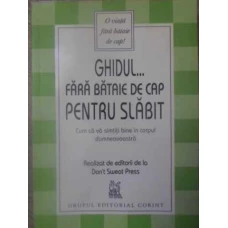 O viață
fără bătaie
de cap!
GHIDUL...
FĂRĂ BĂTAIE DE CAP
PENTRU SLĂBIT
Cum să vă simțiți bine în corpul
dumneavoastră
Realizat de editorii de la
Don't Sweat Press
GRUPUL EDITORIAL CORINT